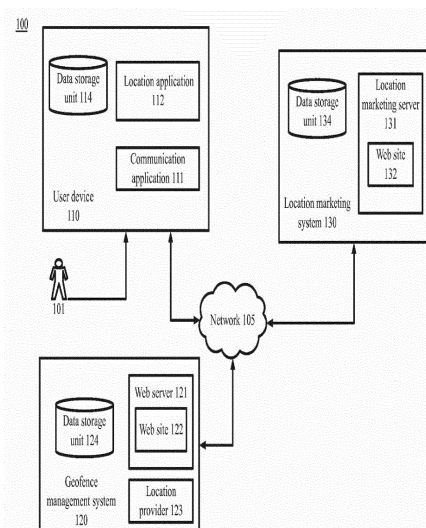 100
Data storage
unit 114
Location application
112
Communication
application 111
User device
110
Data storage
unit 134
Location
marketing server
131
Web site
132
Location marketing
system 130
101
Network 105
Data storage
unit 124
Web server 121
Web site 122
Geofence
management system
120
Location
provider 123